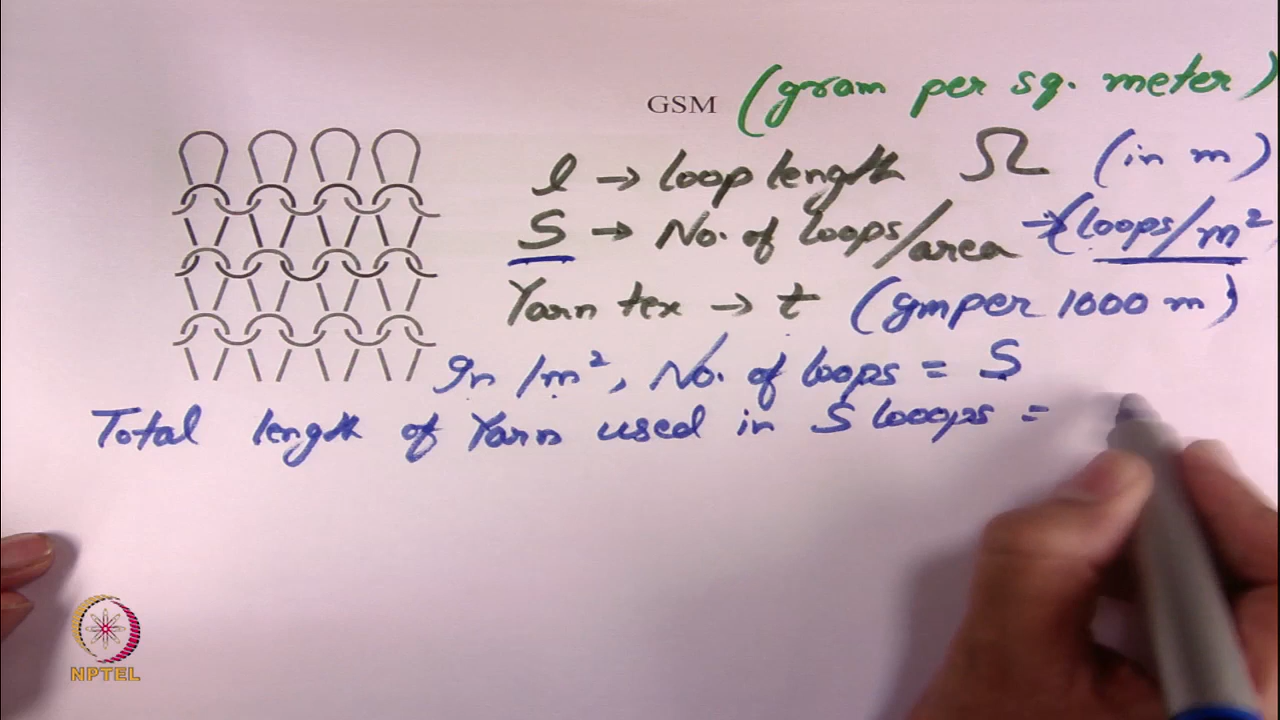 GSM (gram per sq. meter)
l → loop length Ω (in m)
S → No. of loops/area → (loops/m²
Yarn tex → t (gm per 1000 m)
In 1m², No. of loops = S
Total length of Yarn used in S looops =
NPTEL